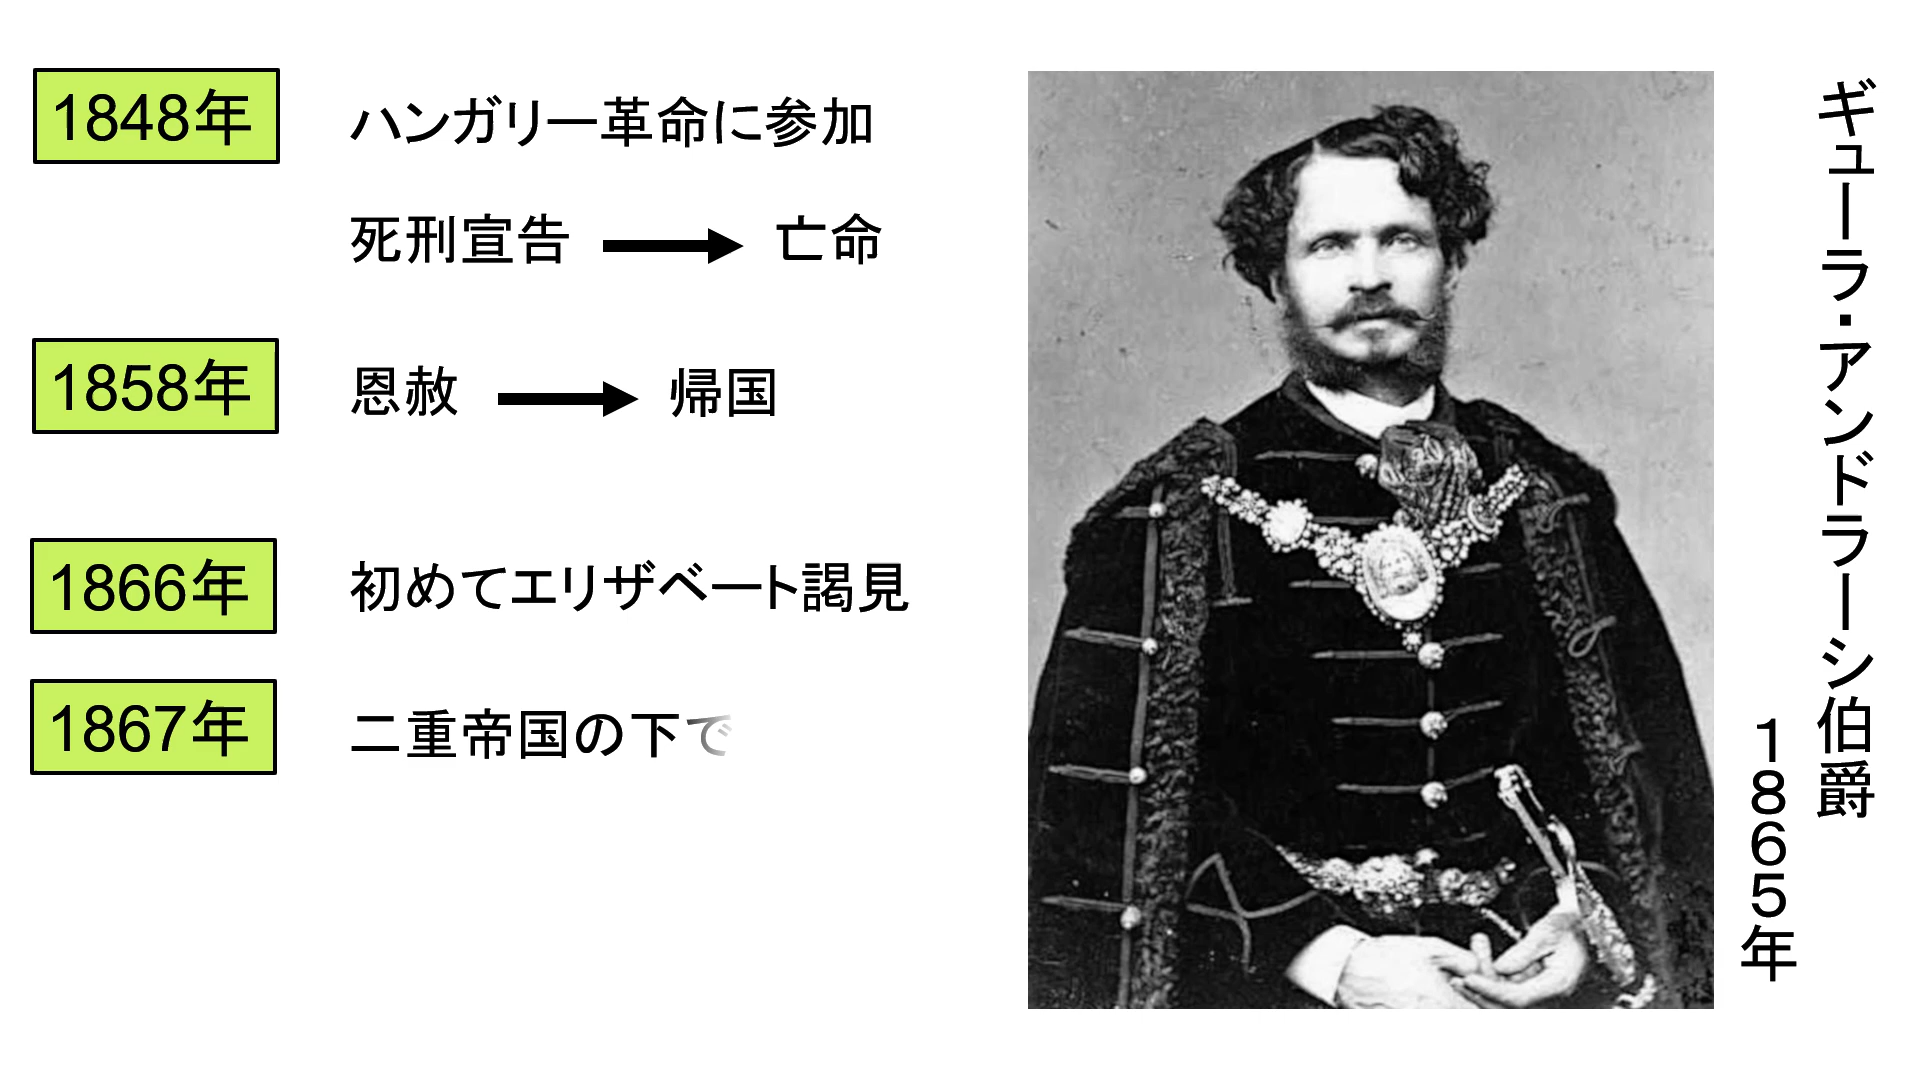 1848年 ハンガリー革命に参加
死刑宣告 亡命
1858年 恩赦 帰国
1866年 初めてエリザベート謁見
1867年 二重帝国の下で
ギューラ・アンドラーシ伯爵
1865年